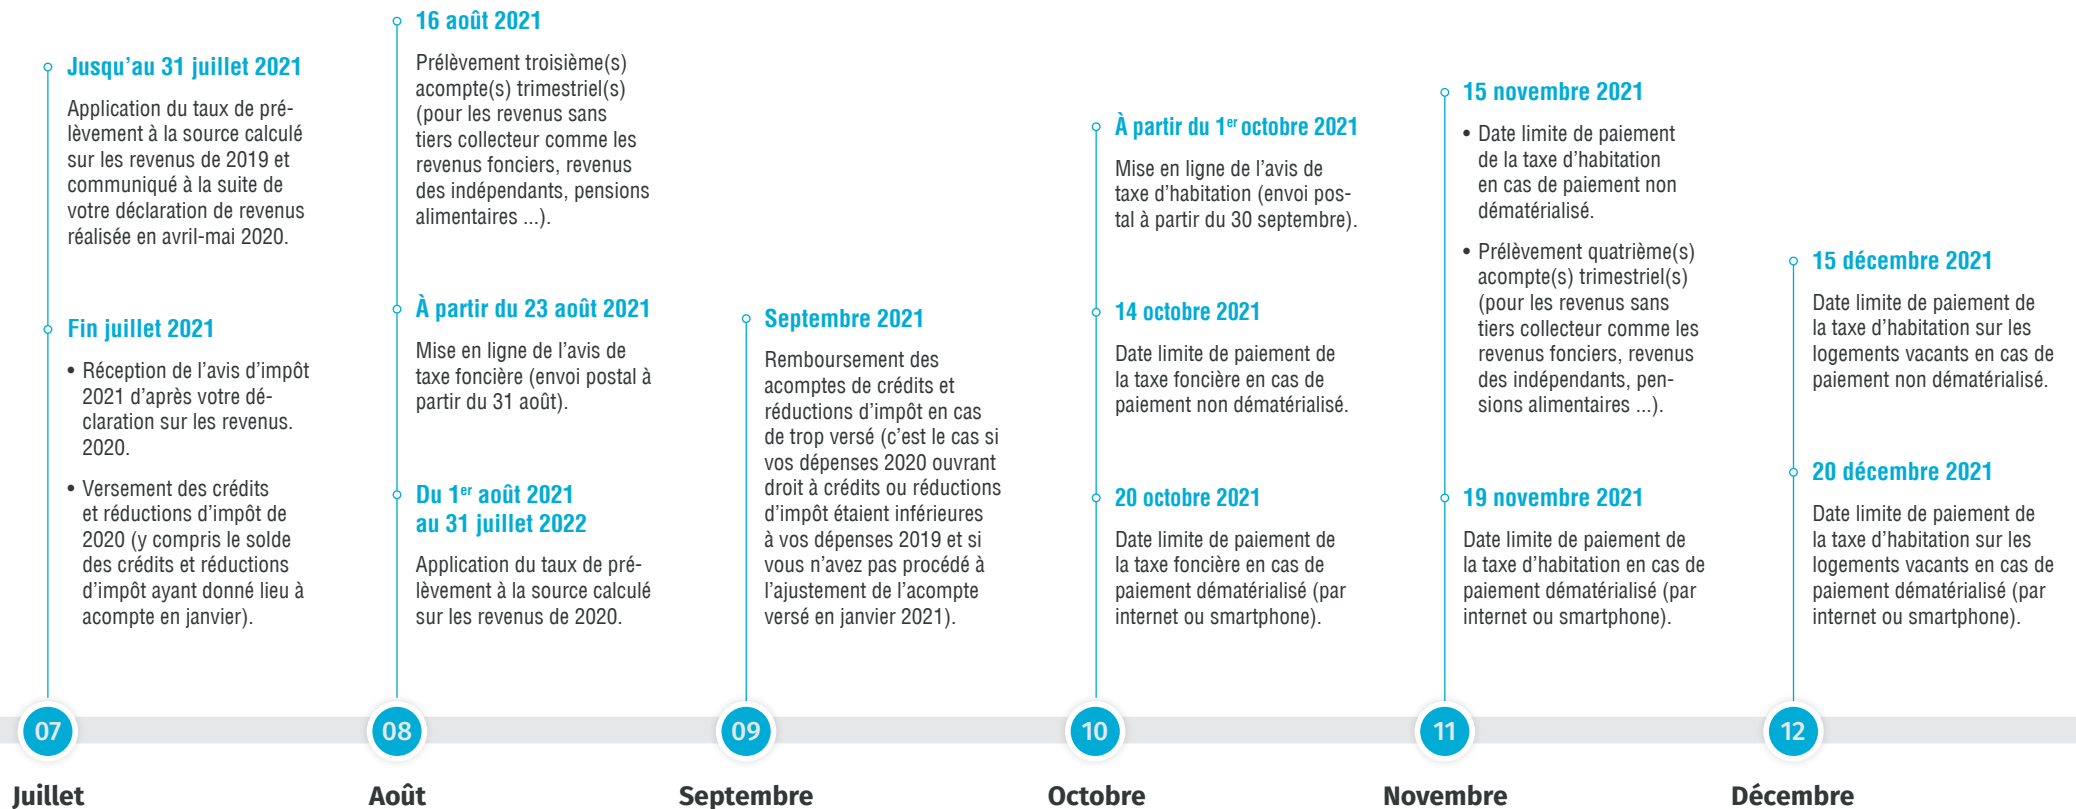 Jusqu’au 31 juillet 2021
Application du taux de pré-
lèvement à la source calculé
sur les revenus de 2019 et
communiqué à la suite de
votre déclaration de revenus
réalisée en avril-mai 2020.
Fin juillet 2021
• Réception de l’avis d’impôt
2021 d’après votre dé-
claration sur les revenus.
2020.
• Versement des crédits
et réductions d’impôt de
2020 (y compris le solde
des crédits et réductions
d’impôt ayant donné lieu à
acompte en janvier).
07
Juillet
16 août 2021
Prélèvement troisième(s)
acompte(s) trimestriel(s)
(pour les revenus sans
tiers collecteur comme les
revenus fonciers, revenus
des indépendants, pensions
alimentaires ...).
À partir du 23 août 2021
Mise en ligne de l’avis de
taxe foncière (envoi postal à
partir du 31 août).
Du 1er août 2021
au 31 juillet 2022
Application du taux de pré-
lèvement à la source calculé
sur les revenus de 2020.
08
Août
Septembre 2021
Remboursement des
acomptes de crédits et
réductions d’impôt en cas
de trop versé (c’est le cas si
vos dépenses 2020 ouvrant
droit à crédits ou réductions
d’impôt étaient inférieures
à vos dépenses 2019 et si
vous n’avez pas procédé à
l’ajustement de l’acompte
versé en janvier 2021).
09
Septembre
À partir du 1er octobre 2021
Mise en ligne de l’avis de
taxe d’habitation (envoi pos-
tal à partir du 30 septembre).
14 octobre 2021
Date limite de paiement de
la taxe foncière en cas de
paiement non dématérialisé.
20 octobre 2021
Date limite de paiement de
la taxe foncière en cas de
paiement dématérialisé (par
internet ou smartphone).
10
Octobre
15 novembre 2021
• Date limite de paiement
de la taxe d’habitation
en cas de paiement non
dématérialisé.
• Prélèvement quatrième(s)
acompte(s) trimestriel(s)
(pour les revenus sans
tiers collecteur comme les
revenus fonciers, revenus
des indépendants, pen-
sions alimentaires ...).
19 novembre 2021
Date limite de paiement de
la taxe d’habitation en cas de
paiement dématérialisé (par
internet ou smartphone).
11
Novembre
15 décembre 2021
Date limite de paiement de
la taxe d’habitation sur les
logements vacants en cas de
paiement non dématérialisé.
20 décembre 2021
Date limite de paiement de
la taxe d’habitation sur les
logements vacants en cas de
paiement dématérialisé (par
internet ou smartphone).
12
Décembre